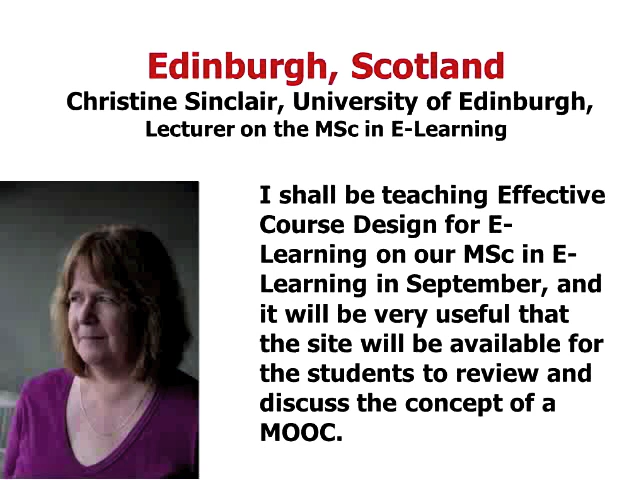 Edinburgh, Scotland
Christine Sinclair, University of Edinburgh,
Lecturer on the MSc in E-Learning
I shall be teaching Effective
Course Design for E-
Learning on our MSc in E-
Learning in September, and
it will be very useful that
the site will be available for
the students to review and
discuss the concept of a
MOOC.